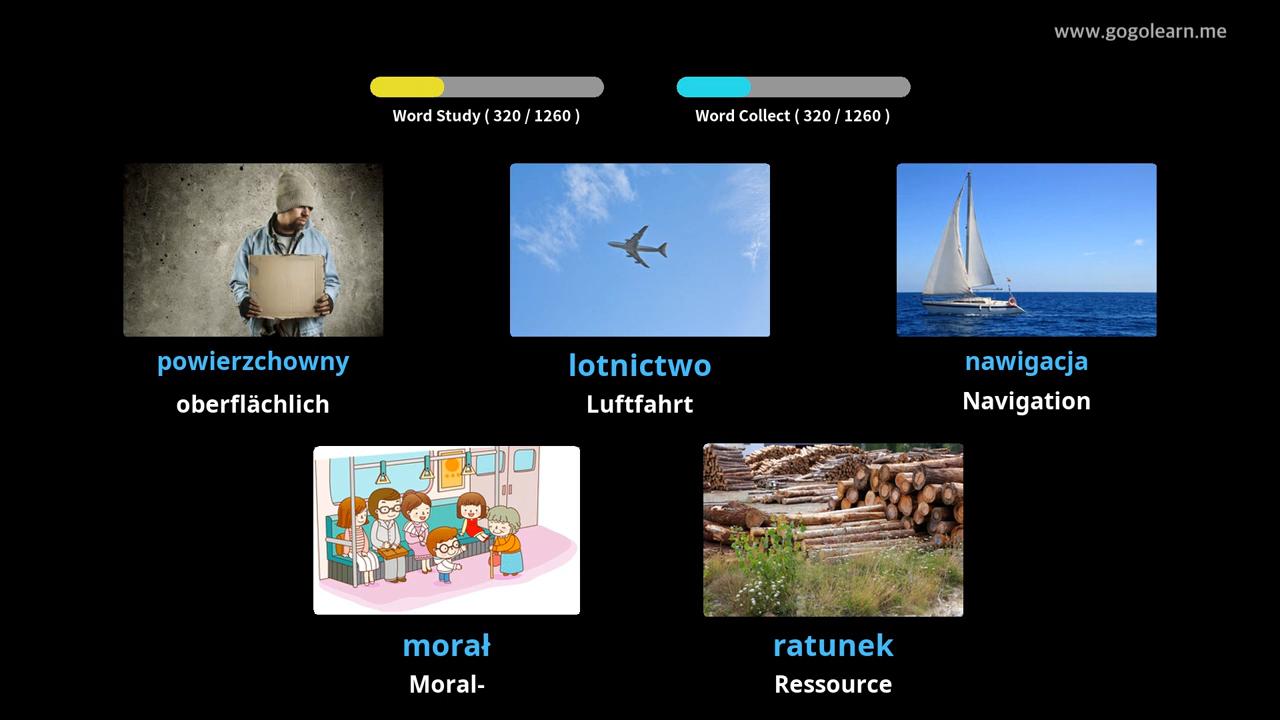 www.gogolearn.me
Word Study ( 320 / 1260 )
Word Collect ( 320 / 1260 )
powierzchowny
oberflächlich
lotnictwo
Luftfahrt
nawigacja
Navigation
morał
Moral-
ratunek
Ressource